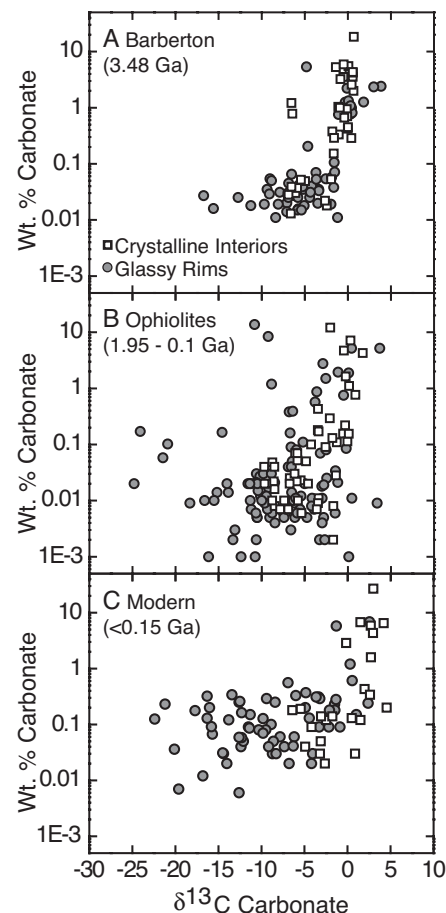 A Barberton
(3.48 Ga)
10
1
0.1
0.01
1E-3
Wt. % Carbonate
Crystalline Interiors
Glassy Rims
B Ophiolites
(1.95 - 0.1 Ga)
10
1
0.1
0.01
1E-3
Wt. % Carbonate
C Modern
(<0.15 Ga)
10
1
0.1
0.01
1E-3
Wt. % Carbonate
-30 -25 -20 -15 -10 -5 0 5 10
δ13C Carbonate